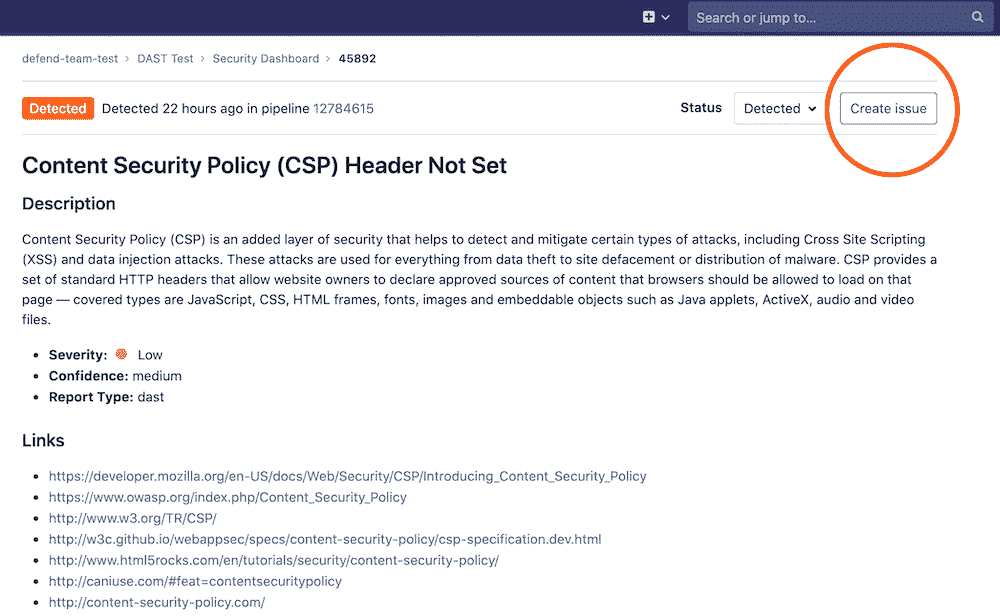 Search or jump to...
defend-team-test › DAST Test › Security Dashboard › 45892
Detected Detected 22 hours ago in pipeline 12784615 Status Detected Create issue
Content Security Policy (CSP) Header Not Set
Description
Content Security Policy (CSP) is an added layer of security that helps to detect and mitigate certain types of attacks, including Cross Site Scripting
(XSS) and data injection attacks. These attacks are used for everything from data theft to site defacement or distribution of malware. CSP provides a
set of standard HTTP headers that allow website owners to declare approved sources of content that browsers should be allowed to load on that
page — covered types are JavaScript, CSS, HTML frames, fonts, images and embeddable objects such as Java applets, ActiveX, audio and video
files.
• Severity: Low
• Confidence: medium
• Report Type: dast
Links
• https://developer.mozilla.org/en-US/docs/Web/Security/CSP/Introducing_Content_Security_Policy
• https://www.owasp.org/index.php/Content_Security_Policy
• http://www.w3.org/TR/CSP/
• http://w3c.github.io/webappsec/specs/content-security-policy/csp-specification.dev.html
• http://www.html5rocks.com/en/tutorials/security/content-security-policy/
• http://caniuse.com/#feat=contentsecuritypolicy
• http://content-security-policy.com/